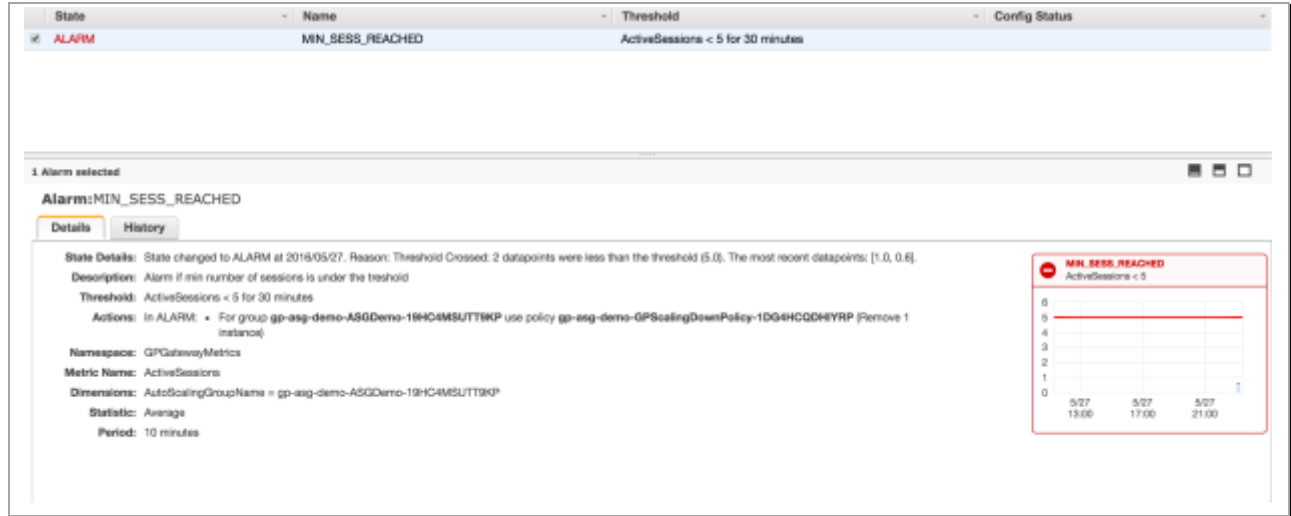 State Name Threshold Config Status
ALARM MIN_SESS_REACHED ActiveSessions < 5 for 30 minutes
1 Alarm selected
Alarm:MIN_SESS_REACHED
Details History
State Details: State changed to ALARM at 2016/05/27. Reason: Threshold Crossed: 2 datapoints were less than the threshold (5.0). The most recent datapoints: [1.0, 0.6].
Description: Alarm if min number of sessions is under the treshold
Threshold: ActiveSessions < 5 for 30 minutes
Actions: In ALARM: • For group gp-asg-demo-ASGDemo-19HC4MSUTT9KP use policy gp-asg-demo-GPScalingDownPolicy-1DG4HCQDHIYRP (Remove 1
instance)
Namespace: GPGatewayMetrics
Metric Name: ActiveSessions
Dimensions: AutoScalingGroupName = gp-asg-demo-ASGDemo-19HC4MSUTT9KP
Statistic: Average
Period: 10 minutes
MIN_SESS_REACHED
ActiveSessions < 5
6
5
4
3
2
1
0
5/27 5/27 5/27
13:00 17:00 21:00